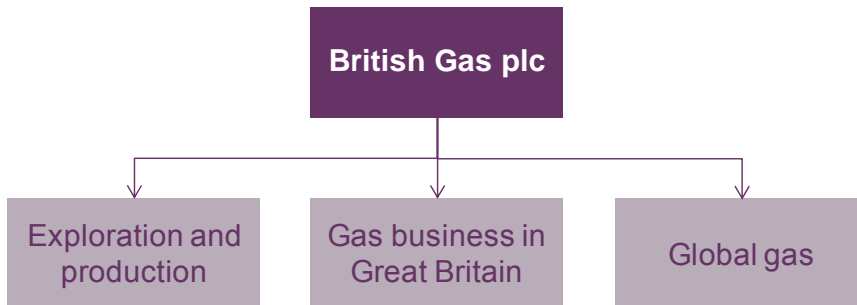 British Gas plc
Exploration and
production
Gas business in
Great Britain
Global gas